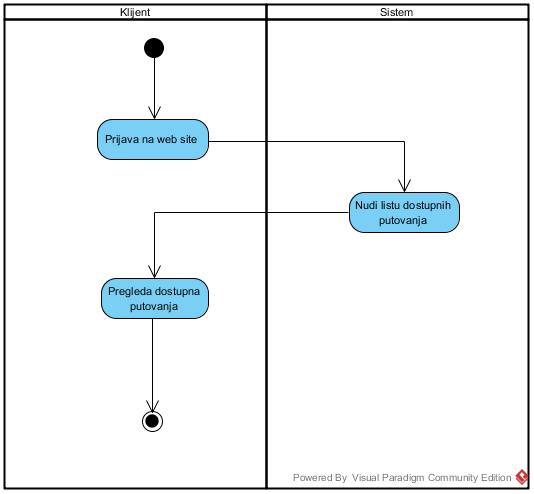 Klijent
Sistem
Prijava na web site
Nudi listu dostupnih
putovanja
Pregleda dostupna
putovanja
Powered By Visual Paradigm Community Edition